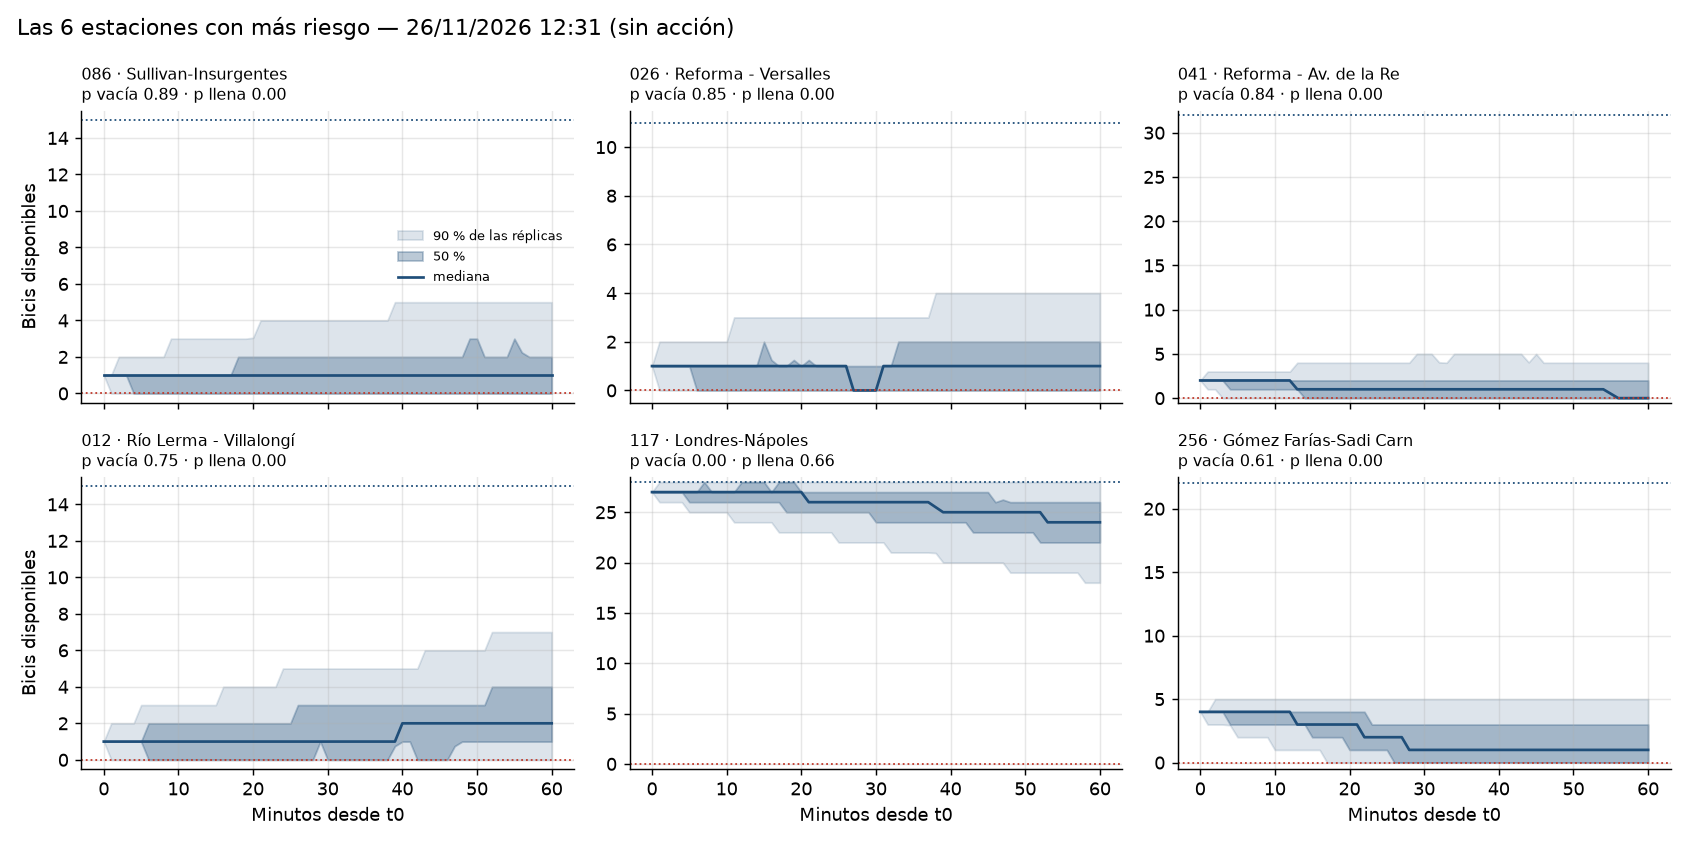 Las 6 estaciones con más riesgo — 26/11/2026 12:31 (sin acción)
086 · Sullivan-Insurgentes
p vacía 0.89 · p llena 0.00
Bicis disponibles
14
12
10
8
6
4
2
0
90 % de las réplicas
50 %
mediana
026 · Reforma - Versalles
p vacía 0.85 · p llena 0.00
10
8
6
4
2
0
041 · Reforma - Av. de la Re
p vacía 0.84 · p llena 0.00
30
25
20
15
10
5
0
012 · Río Lerma - Villalongí
p vacía 0.75 · p llena 0.00
Bicis disponibles
14
12
10
8
6
4
2
0
0 10 20 30 40 50 60
Minutos desde t0
117 · Londres-Nápoles
p vacía 0.00 · p llena 0.66
25
20
15
10
5
0
0 10 20 30 40 50 60
Minutos desde t0
256 · Gómez Farías-Sadi Carn
p vacía 0.61 · p llena 0.00
20
15
10
5
0
0 10 20 30 40 50 60
Minutos desde t0